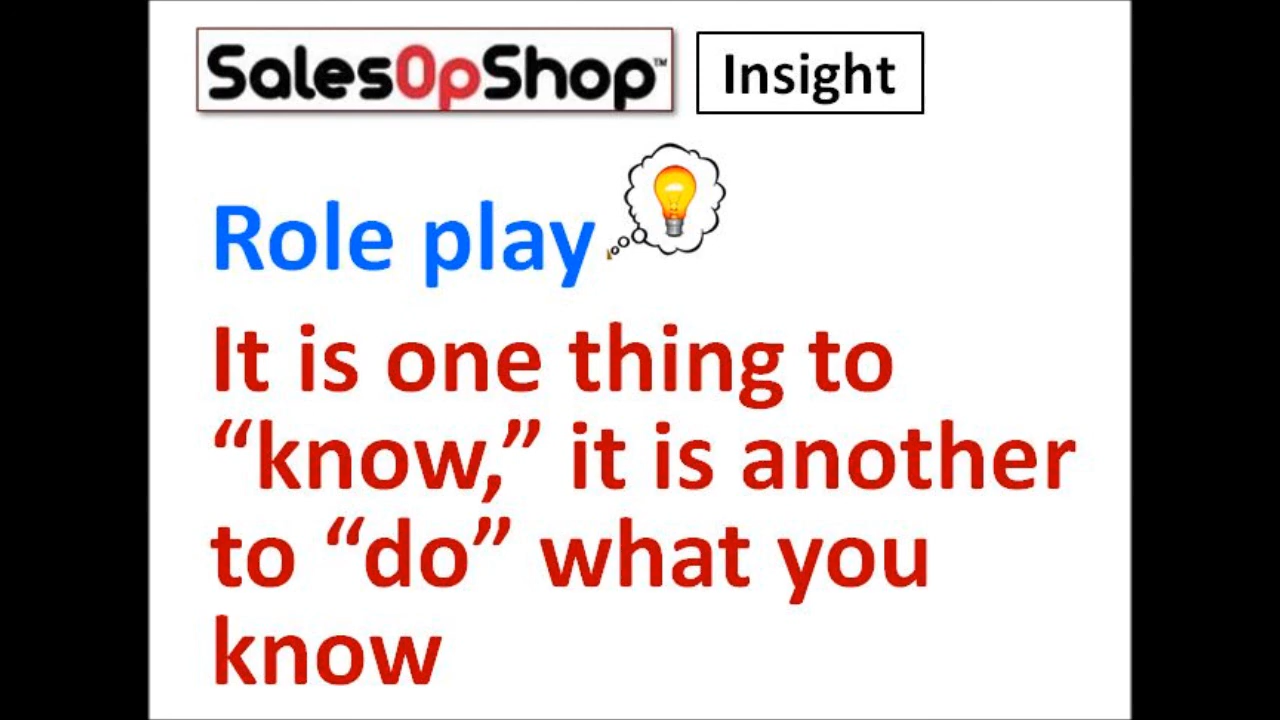 SalesOpShop™ Insight
Role play
It is one thing to
“know,” it is another
to “do” what you
know